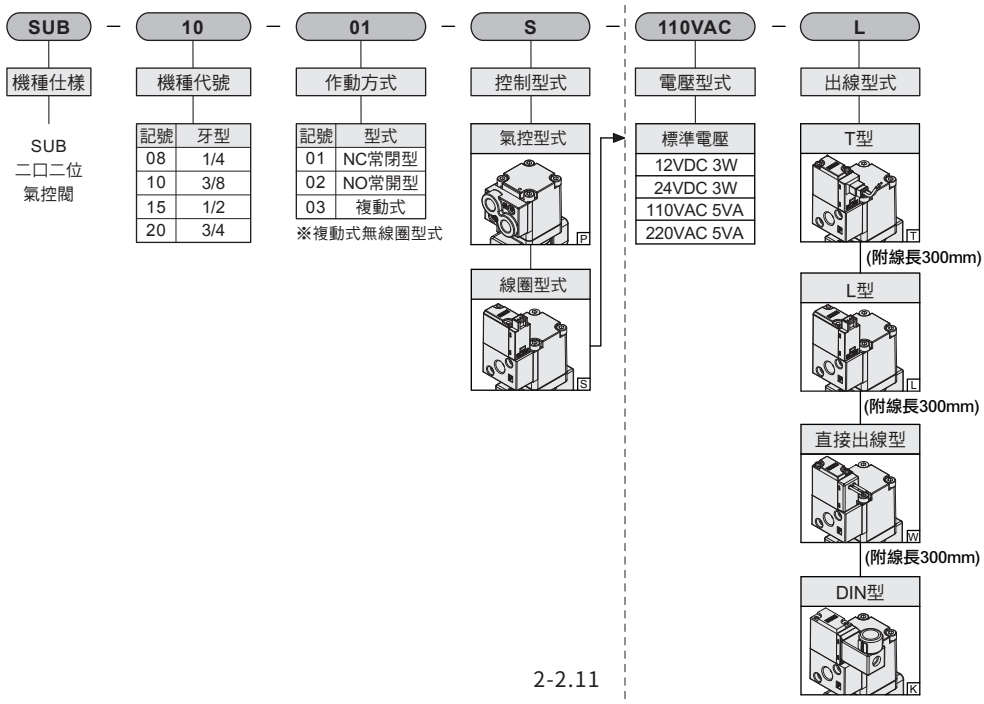 SUB – 10 – 01 – S – 110VAC – L
機種仕樣
SUB
二口二位
氣控閥
機種代號
記號 牙型
08 1/4
10 3/8
15 1/2
20 3/4
作動方式
記號 型式
01 NC常閉型
02 NO常開型
03 複動式
※複動式無線圈型式
控制型式
氣控型式
P
線圈型式
S
電壓型式
標準電壓
12VDC 3W
24VDC 3W
110VAC 5VA
220VAC 5VA
出線型式
T型
T
(附線長300mm)
L型
L
(附線長300mm)
直接出線型
W
(附線長300mm)
DIN型
K
2-2.11